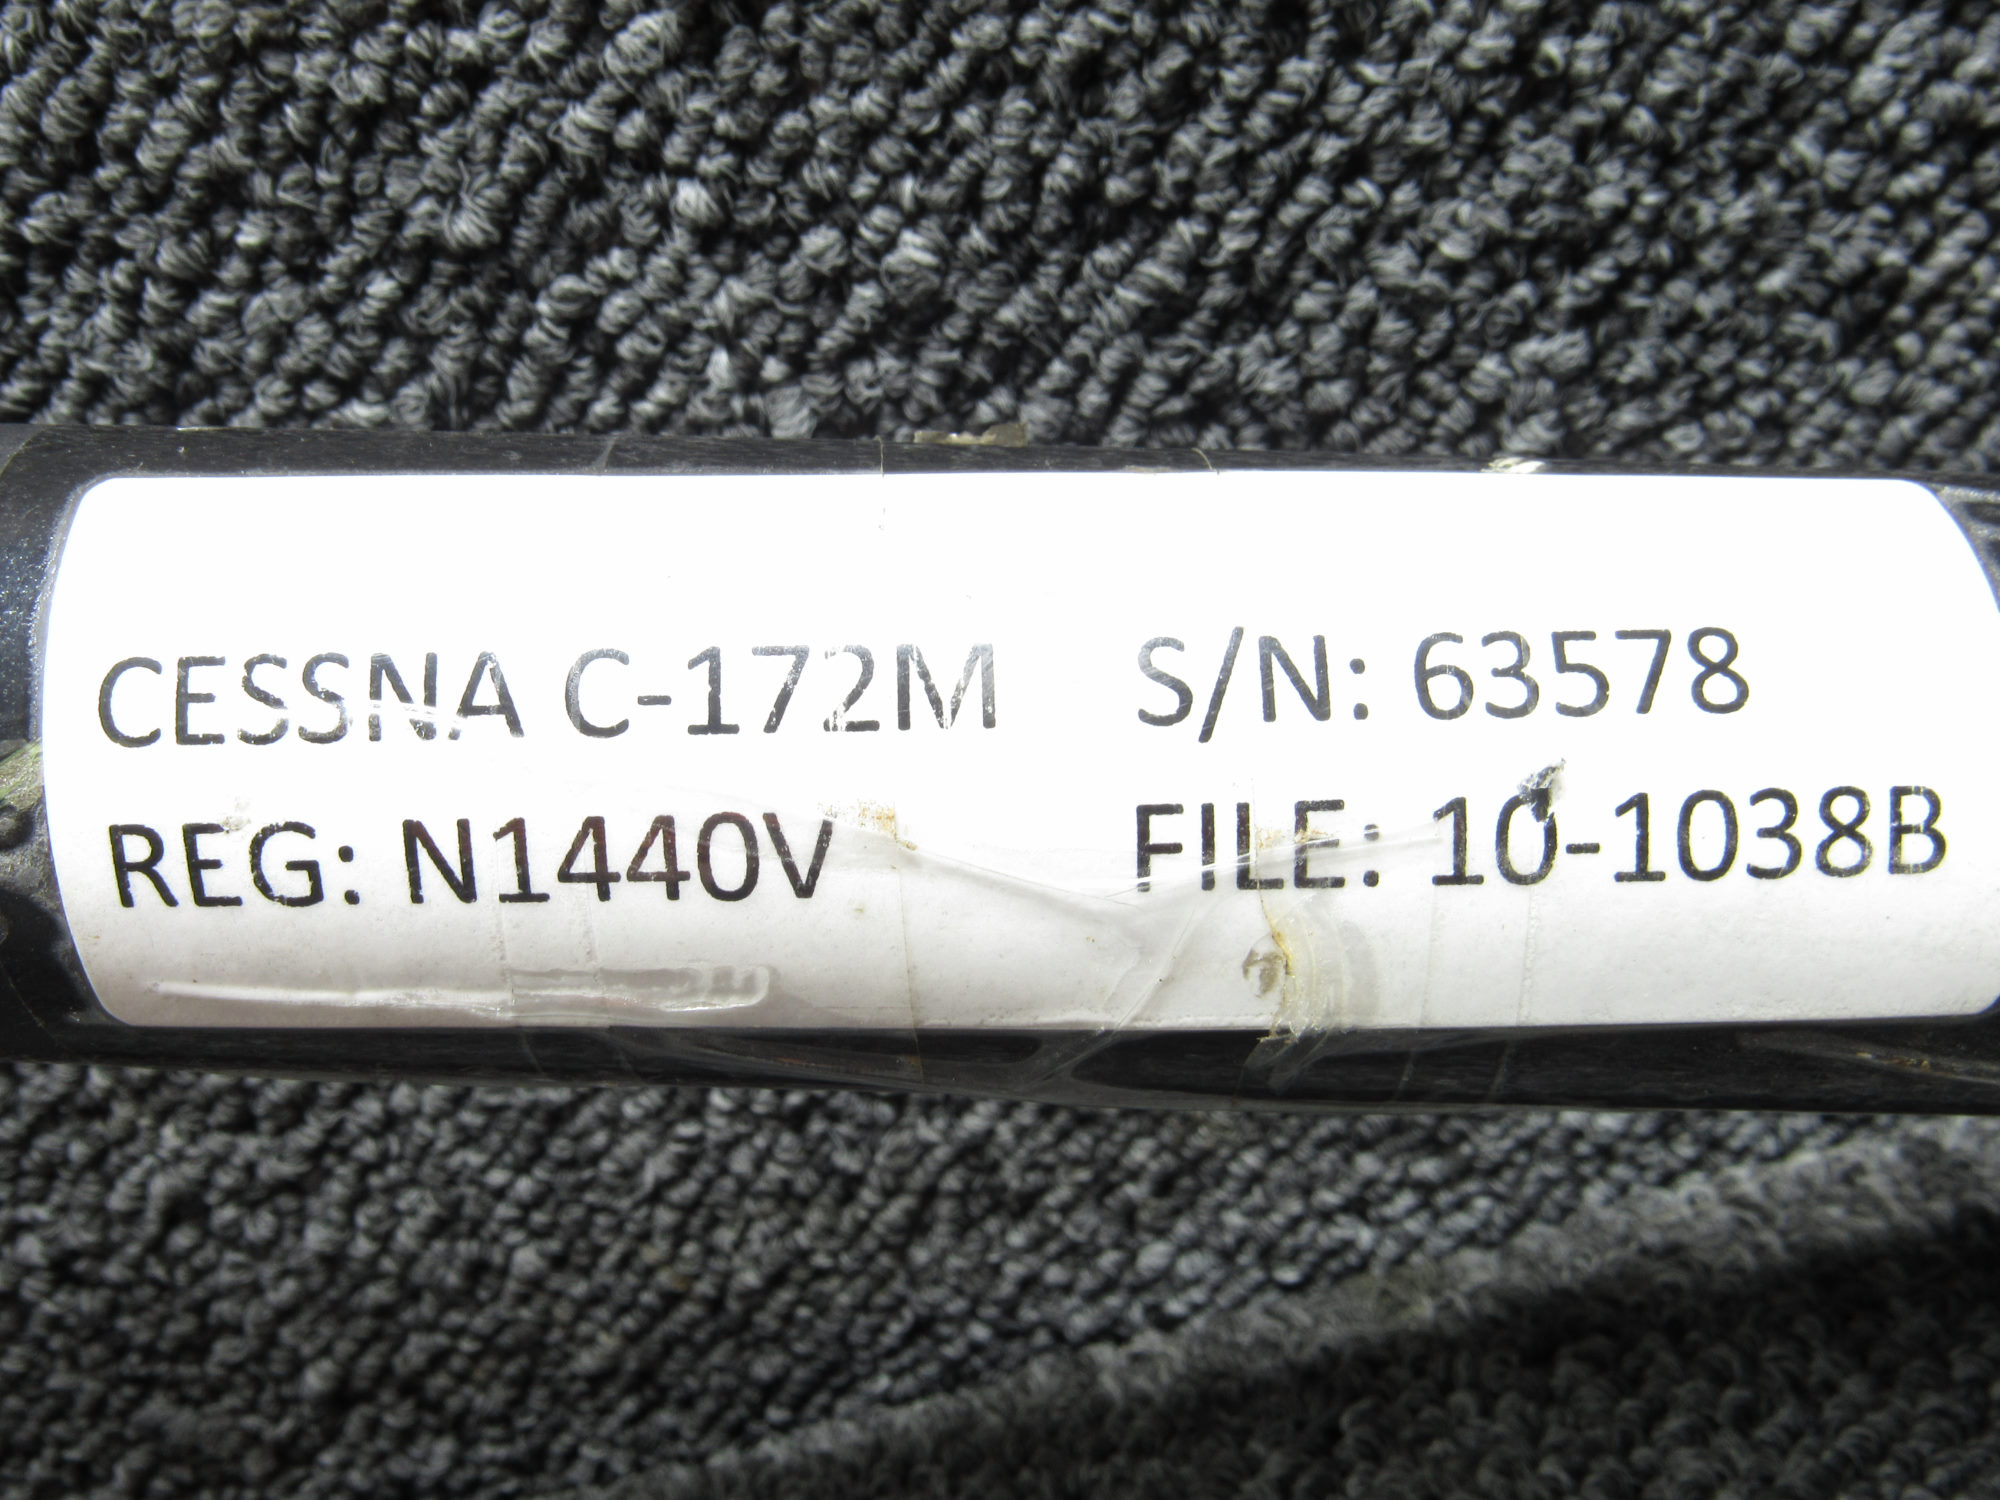 CESSNA C-172M S/N: 63578
REG: N1440V FILE: 10-1038B